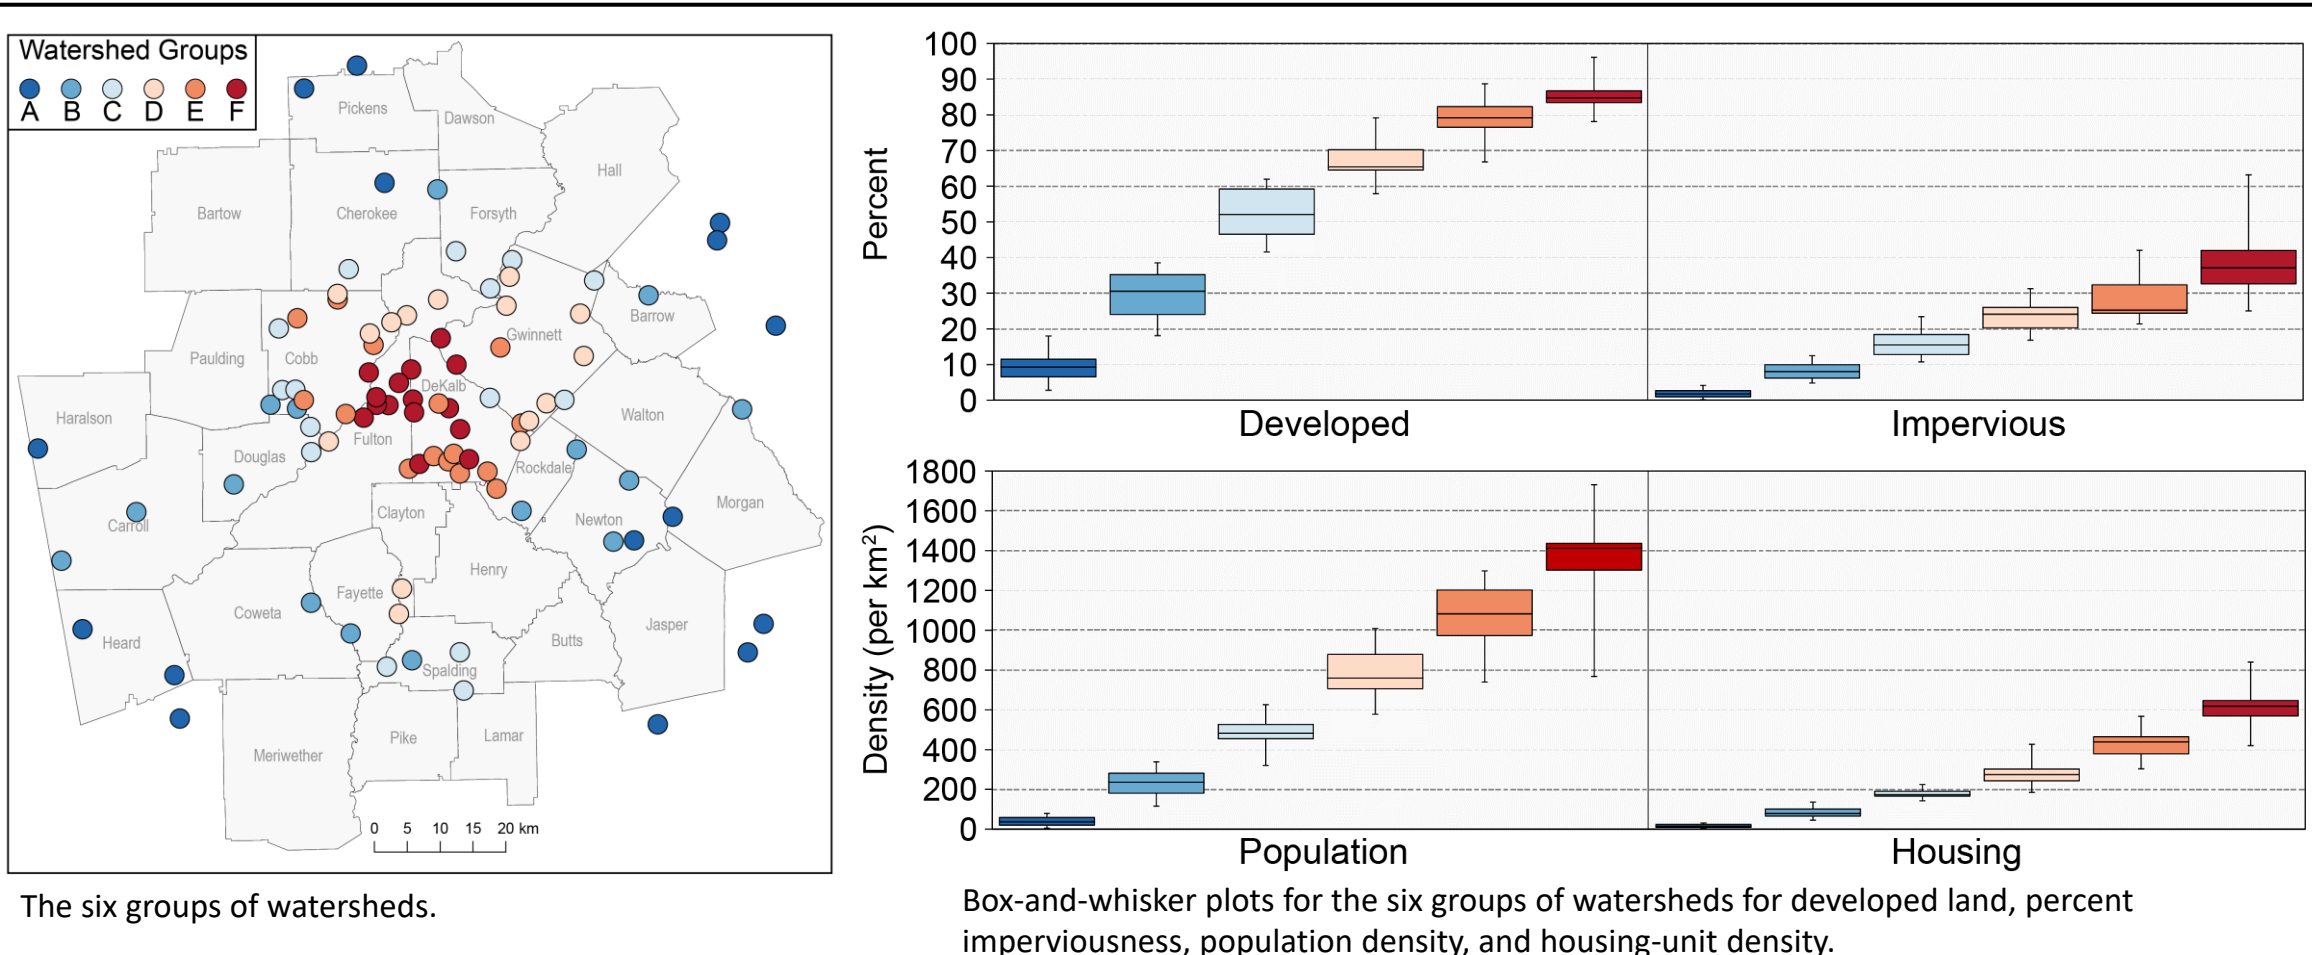 Watershed Groups
A B C D E F
Pickens
Dawson
Hall
Bartow
Cherokee
Forsyth
Barrow
Gwinnett
Paulding
Cobb
DeKalb
Haralson
Walton
Fulton
Douglas
Rockdale
Carroll
Clayton
Newton
Morgan
Henry
Fayette
Coweta
Heard
Jasper
Butts
Spalding
Meriwether
Pike
Lamar
0 5 10 15 20 km
The six groups of watersheds.
Percent
100
90
80
70
60
50
40
30
20
10
0
Developed
Impervious
Density (per km²)
1800
1600
1400
1200
1000
800
600
400
200
0
Population
Housing
Box-and-whisker plots for the six groups of watersheds for developed land, percent
imperviousness, population density, and housing-unit density.